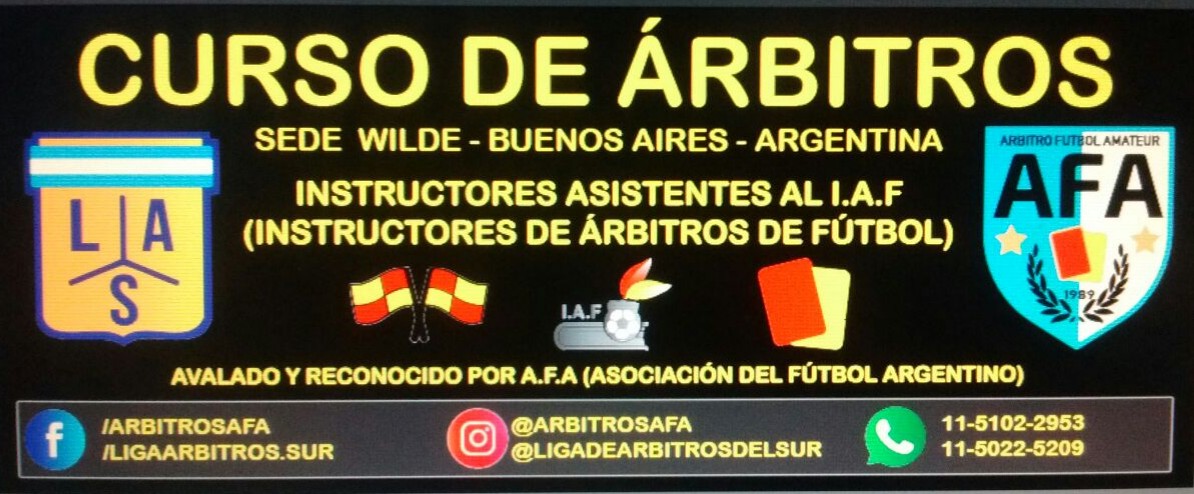 CURSO DE ÁRBITROS
SEDE WILDE - BUENOS AIRES - ARGENTINA
INSTRUCTORES ASISTENTES AL I.A.F
(INSTRUCTORES DE ÁRBITROS DE FÚTBOL)
L A
S
ARBITRO FUTBOL AMATEUR
AFA
1989
I.A.F
AVALADO Y RECONOCIDO POR A.F.A (ASOCIACIÓN DEL FÚTBOL ARGENTINO)
/ARBITROSAFA
/LIGAARBITROS.SUR
@ARBITROSAFA
@LIGADEARBITROSDELSUR
11-5102-2953
11-5022-5209